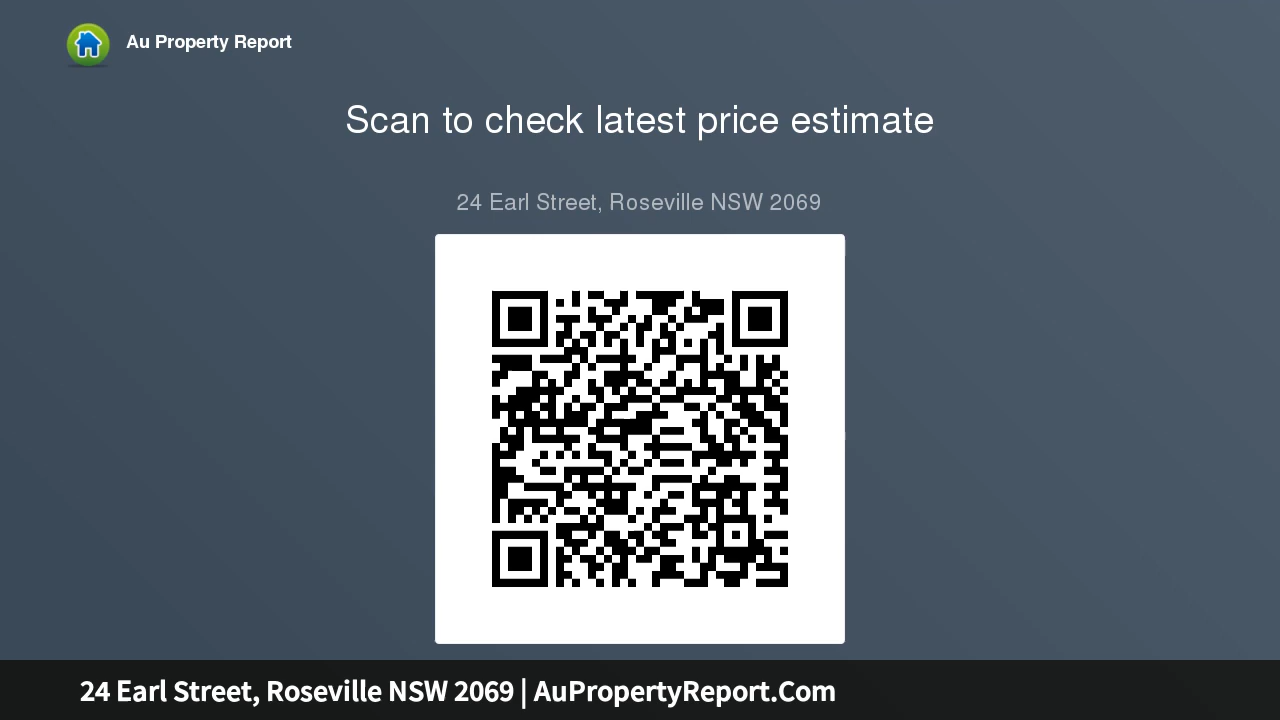 Au Property Report
Scan to check latest price estimate
24 Earl Street, Roseville NSW 2069
24 Earl Street, Roseville NSW 2069 | AuPropertyReport.Com